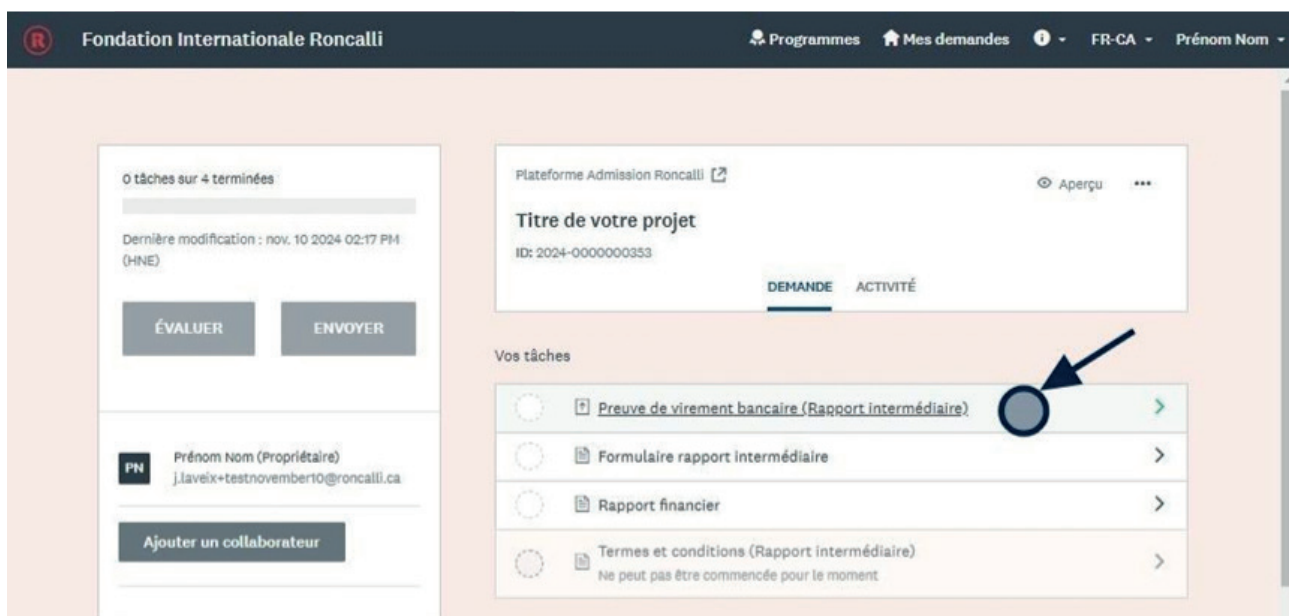 R Fondation Internationale Roncalli Programmes Mes demandes i FR-CA Prénom Nom
0 tâches sur 4 terminées
Dernière modification : nov. 10 2024 02:17 PM
(HNE)
ÉVALUER ENVOYER
PN Prénom Nom (Propriétaire)
j.laveix+testnovember10@roncalli.ca
Ajouter un collaborateur
Plateforme Admission Roncalli Aperçu •••
Titre de votre projet
ID: 2024-0000000353
DEMANDE ACTIVITÉ
Vos tâches
Preuve de virement bancaire (Rapport intermédiaire)
Formulaire rapport intermédiaire
Rapport financier
Termes et conditions (Rapport intermédiaire)
Ne peut pas être commencée pour le moment